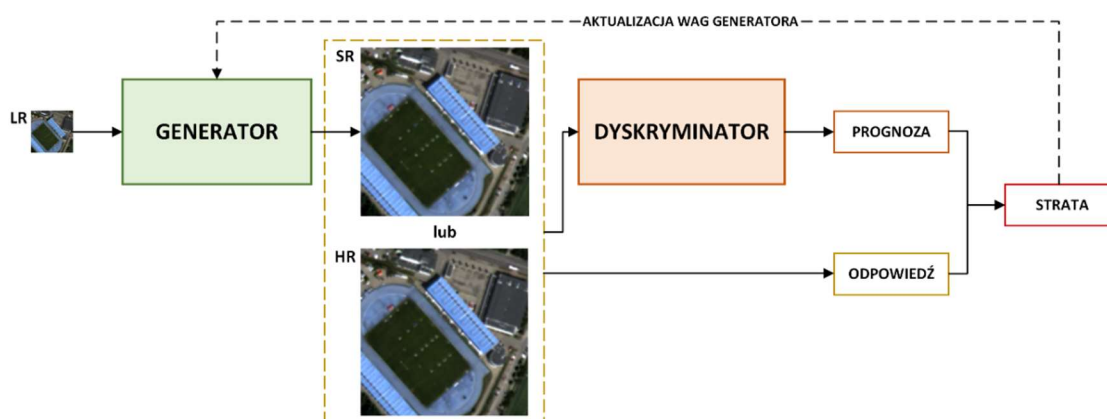 AKTUALIZACJA WAG GENERATORA
SR
LR
GENERATOR
DYSKRYMINATOR
PROGNOZA
STRATA
lub
HR
ODPOWIEDŹ